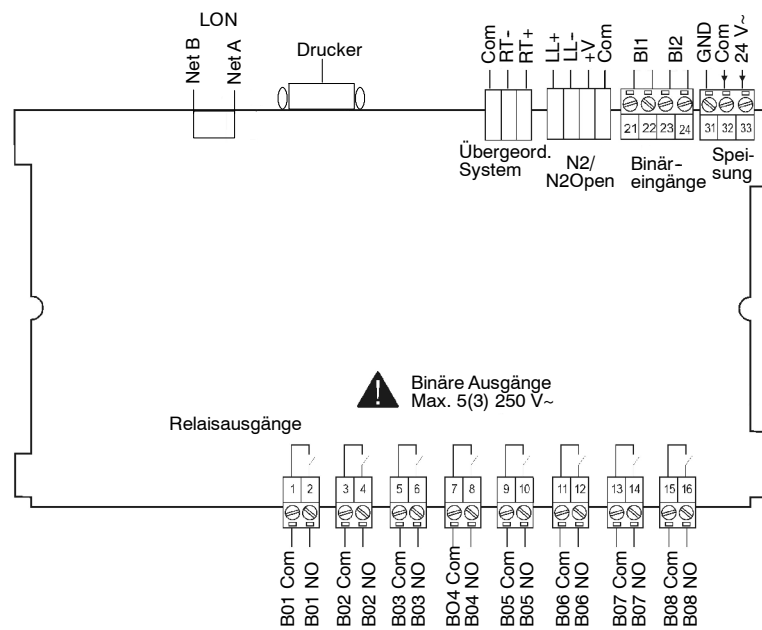 LON
Net B
Net A
Drucker
Com
RT-
RT+
LL+
LL-
+V
Com
BI1
BI2
GND
Com
24 V~
21 22 23 24
31 32 33
Übergeord.
System
N2/
N2Open
Binär-
eingänge
Spei-
sung
Binäre Ausgänge
Max. 5(3) 250 V~
Relaisausgänge
1 2 3 4 5 6 7 8 9 10 11 12 13 14 15 16
B01 Com
B01 NO
B02 Com
B02 NO
B03 Com
B03 NO
BO4 Com
B04 NO
B05 Com
B05 NO
B06 Com
B06 NO
B07 Com
B07 NO
B08 Com
B08 NO